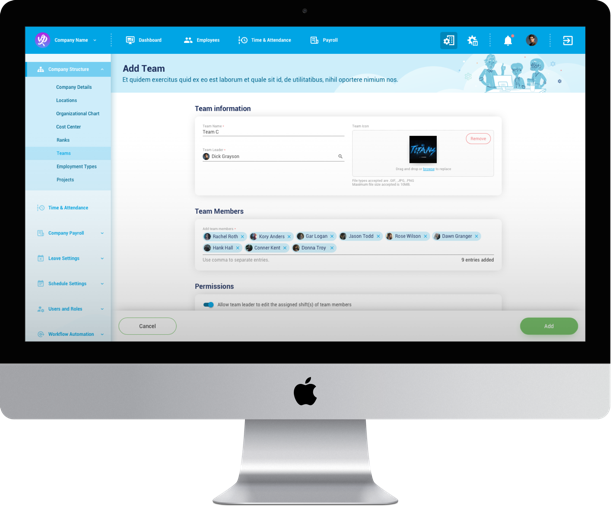 Company Name
Dashboard
Employees
Time & Attendance
Payroll
Company Structure
Company Details
Locations
Organizational Chart
Cost Center
Ranks
Teams
Employment Types
Projects
Time & Attendance
Company Payroll
Leave Settings
Schedule Settings
Users and Roles
Workflow Automation
Add Team
Et quidem exercitus quid ex eo est laborum et quale sit id, de utilitatibus, nihil oportere nimium nos.
Team information
Team Name *
Team C
Team Leader *
Dick Grayson
Team Icon
Remove
TITANS
Drag and drop or browse to replace.
File types accepted are .GIF, .JPG, .PNG.
Maximum file size accepted is 10MB.
Team Members
Add team members *
Rachel Roth ×
Kory Anders ×
Gar Logan ×
Jason Todd ×
Rose Wilson ×
Dawn Granger ×
Hank Hall ×
Conner Kent ×
Donna Troy ×
Use comma to separate entries.
9 entries added
Permissions
Allow team leader to edit the assigned shift(s) of team members
Cancel
Add